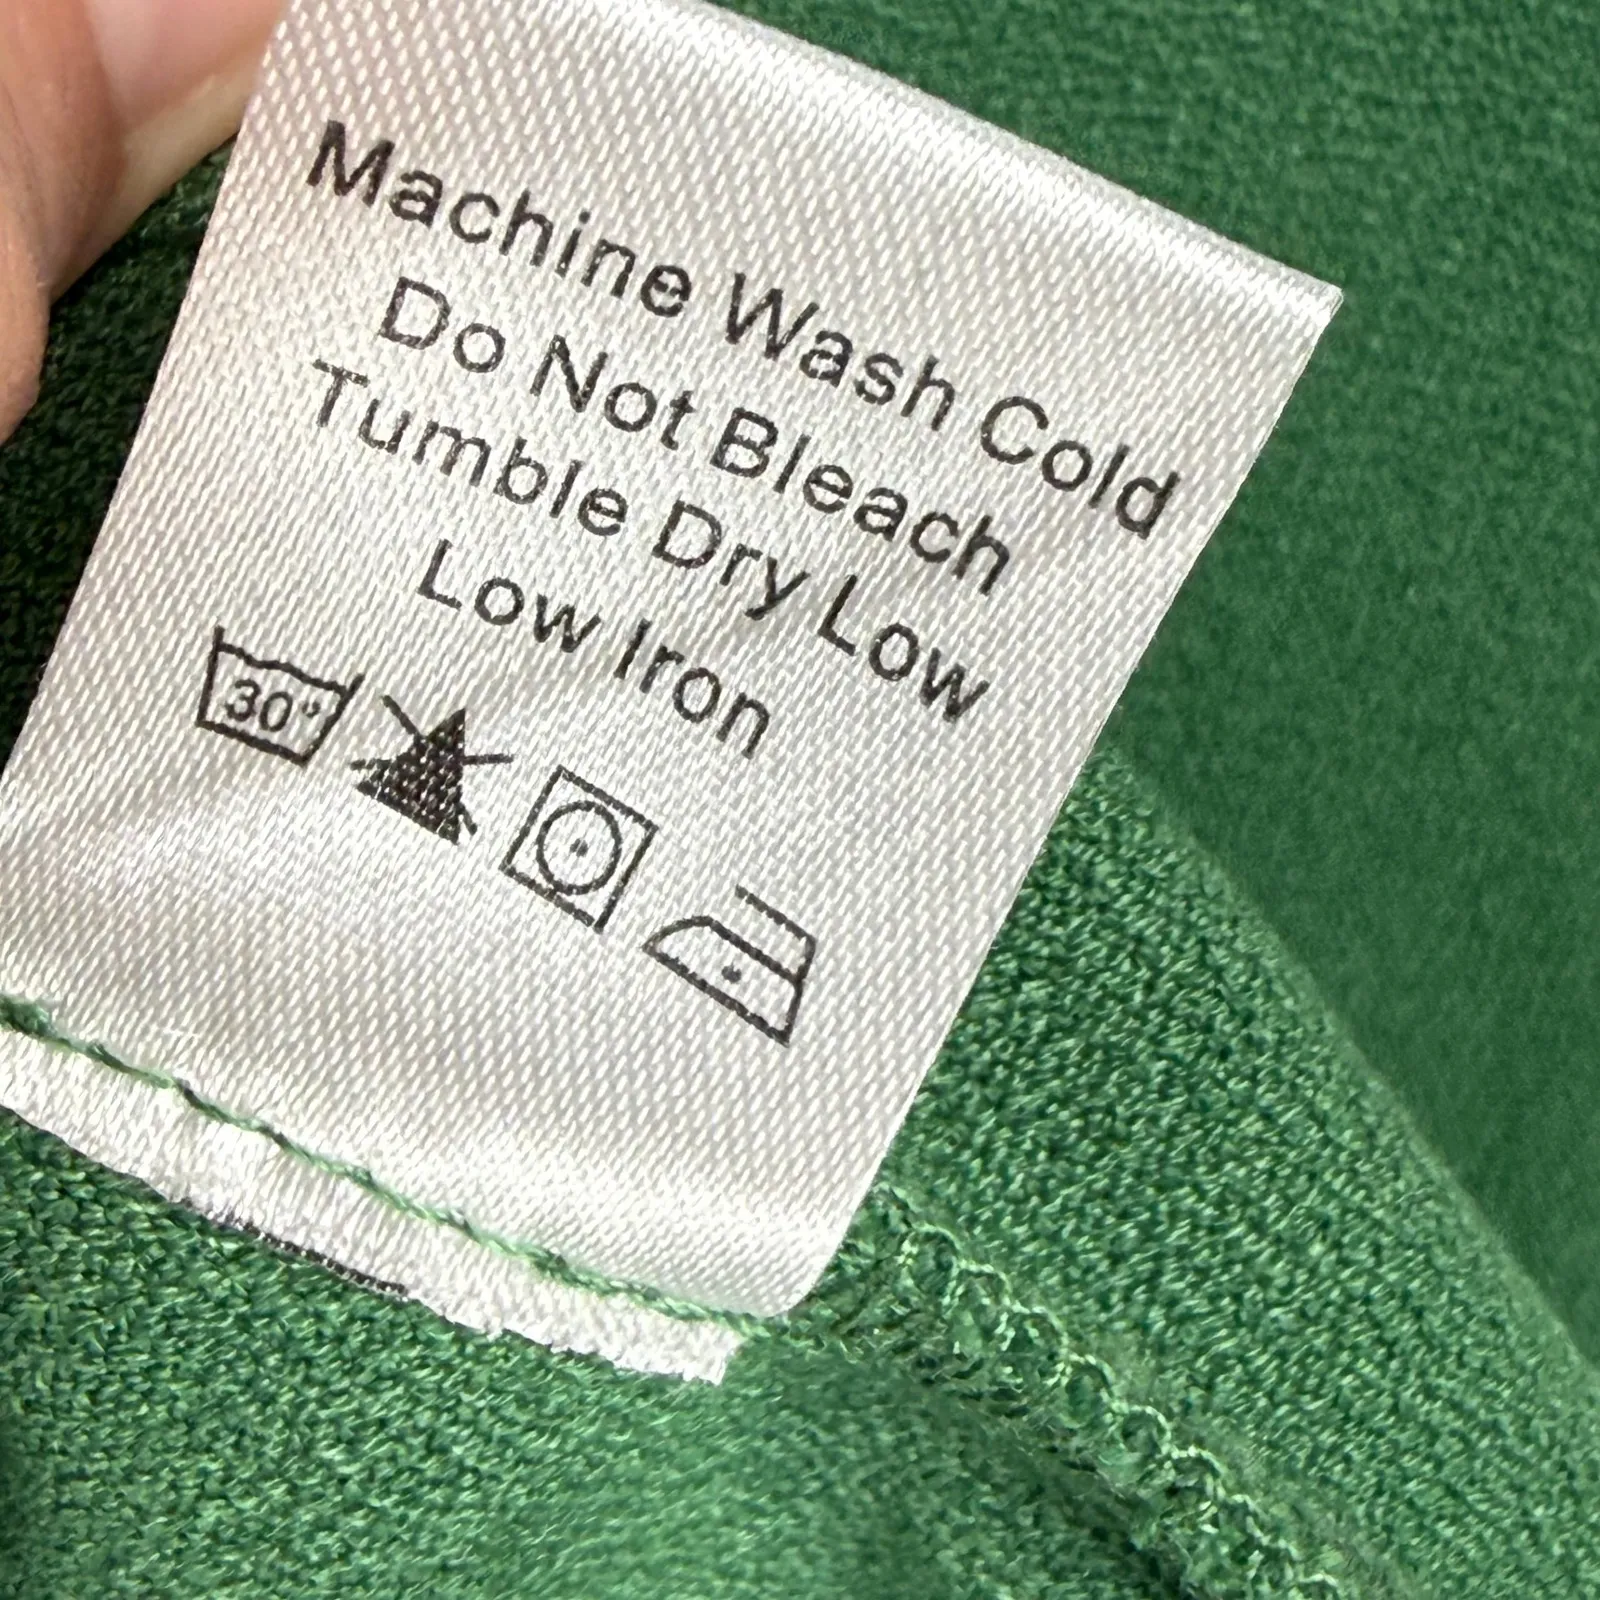 Machine Wash Cold
Do Not Bleach
Tumble Dry Low
Low Iron
30°